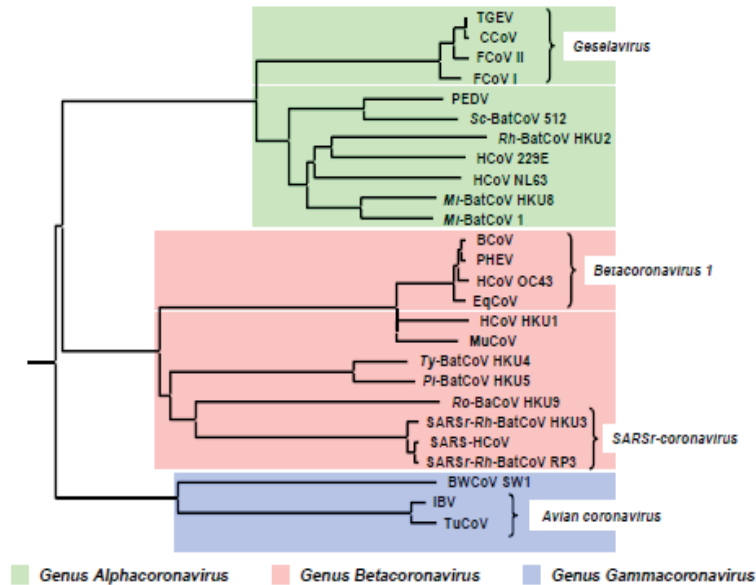 TGEV
CCoV
FCoV II
FCoV I
Geselavirus
PEDV
Sc-BatCoV 512
Rh-BatCoV HKU2
HCoV 229E
HCoV NL63
Mi-BatCoV HKU8
Mi-BatCoV 1
BCoV
PHEV
HCoV OC43
EqCoV
Betacoronavirus 1
HCoV HKU1
MuCoV
Ty-BatCoV HKU4
Pi-BatCoV HKU5
Ro-BaCoV HKU9
SARSr-Rh-BatCoV HKU3
SARS-HCoV
SARSr-Rh-BatCoV RP3
SARSr-coronavirus
BWCoV SW1
IBV
TuCoV
Avian coronavirus
Genus Alphacoronavirus
Genus Betacoronavirus
Genus Gammacoronavirus